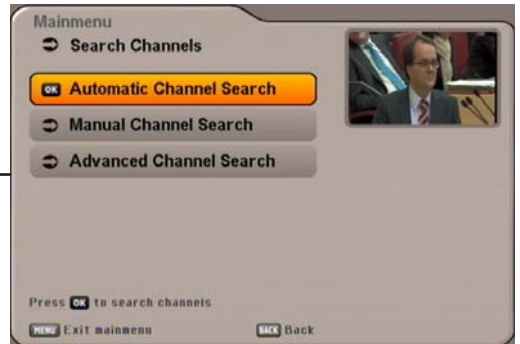 Mainmenu
Search Channels
OK Automatic Channel Search
Manual Channel Search
Advanced Channel Search
Press OK to search channels
MENU Exit mainmenu BACK Back